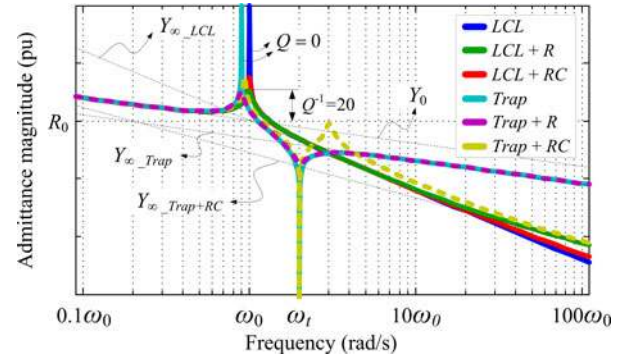 Y∞_LCL
Q = 0
LCL
LCL + R
LCL + RC
Trap
Trap + R
Trap + RC
Q-1=20
Y0
R0
Y∞_Trap
Y∞_Trap+RC
Admittance magnitude (pu)
0.1ω0
ω0
ωt
10ω0
100ω0
Frequency (rad/s)